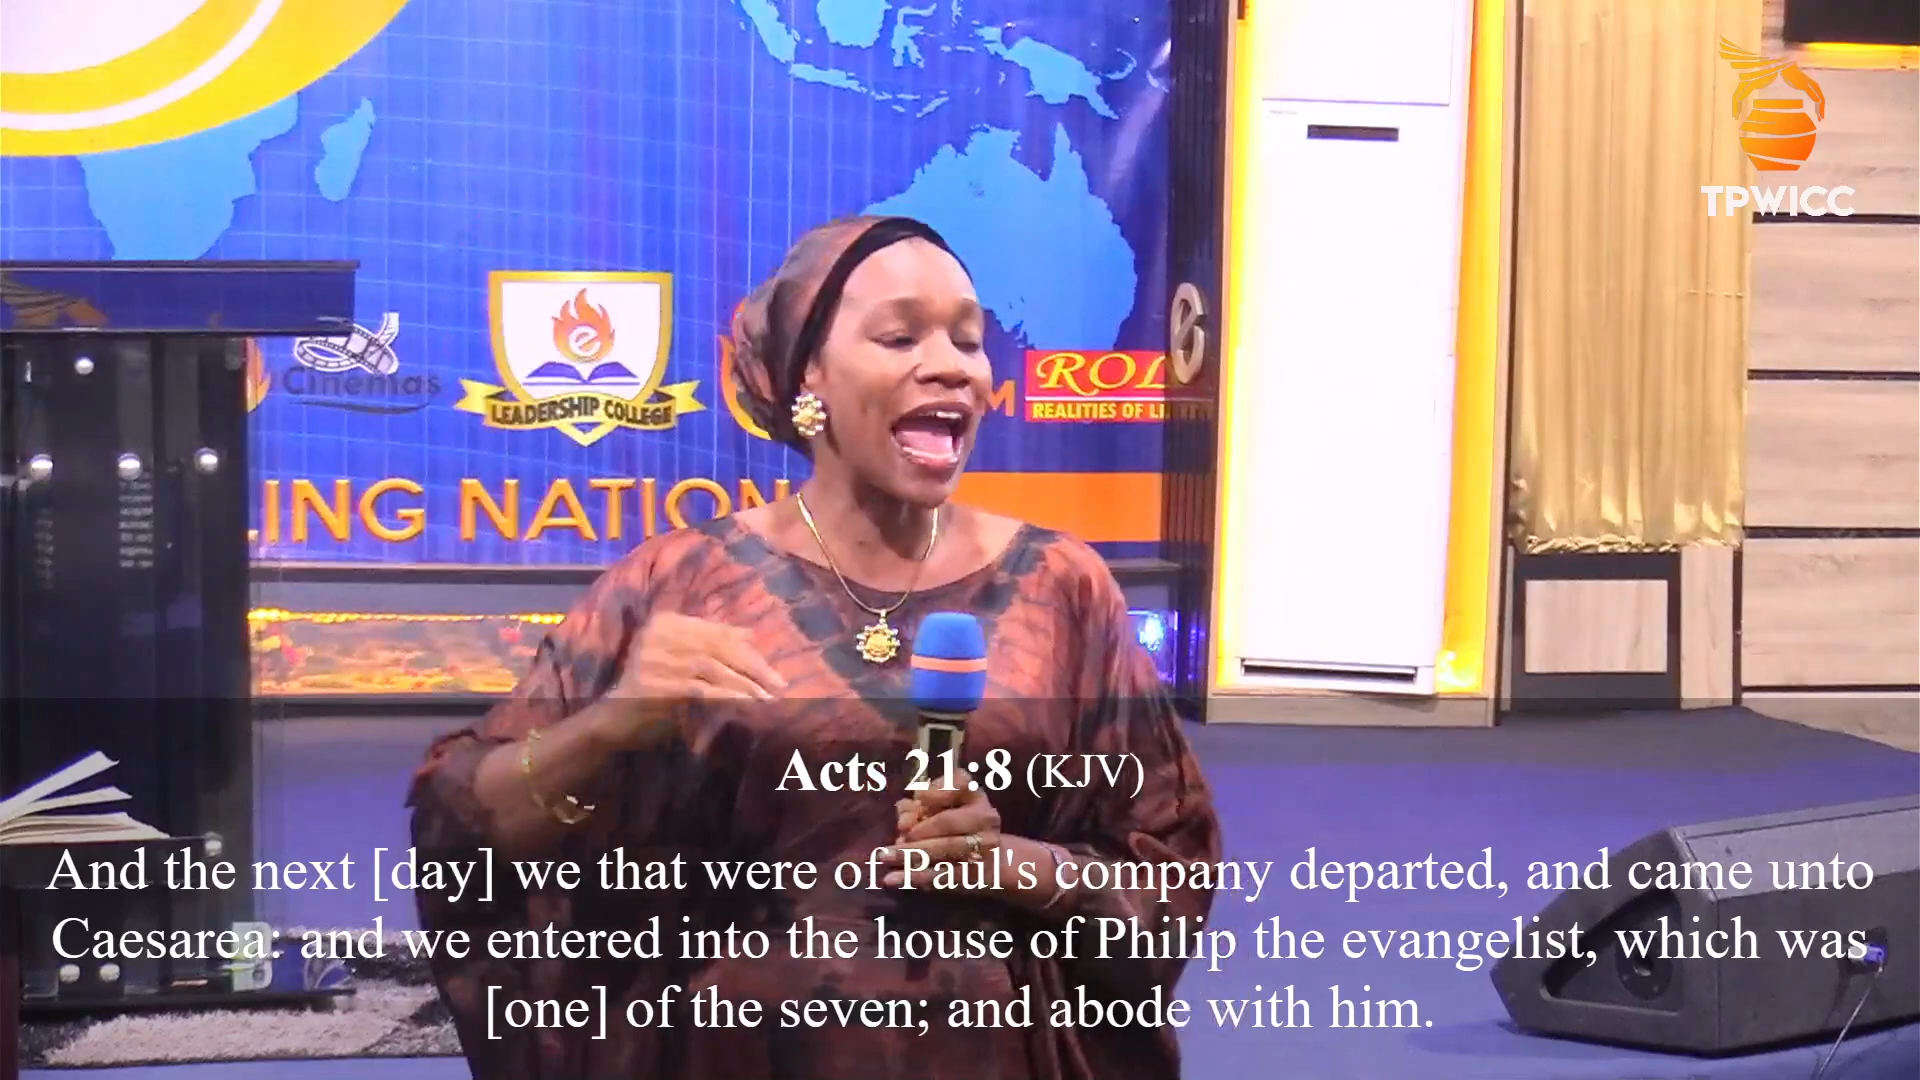 TPWICC
Cinemas
e
LEADERSHIP COLLEGE
M
ROL
REALITIES OF LI
e
LING NATION
Acts 21:8 (KJV)
And the next [day] we that were of Paul's company departed, and came unto
Caesarea: and we entered into the house of Philip the evangelist, which was
[one] of the seven; and abode with him.